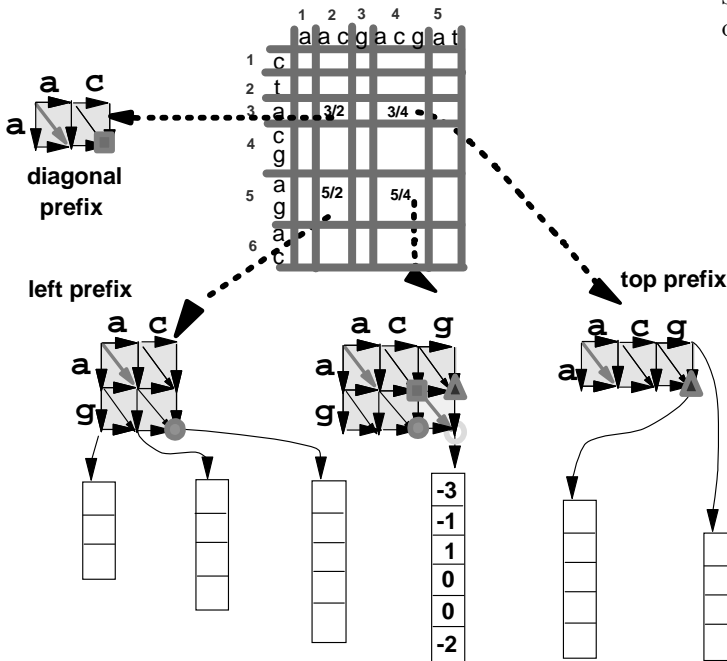 1 2 3 4 5
a a c g a c g a t
1 c
2 t
3 a 3/2 3/4
4 c
g
5 a 5/2 5/4
g
6 a
c
a c
a
diagonal
prefix
left prefix
top prefix
a c
a
g
a c g
a
g
a c g
a
-3
-1
1
0
0
-2